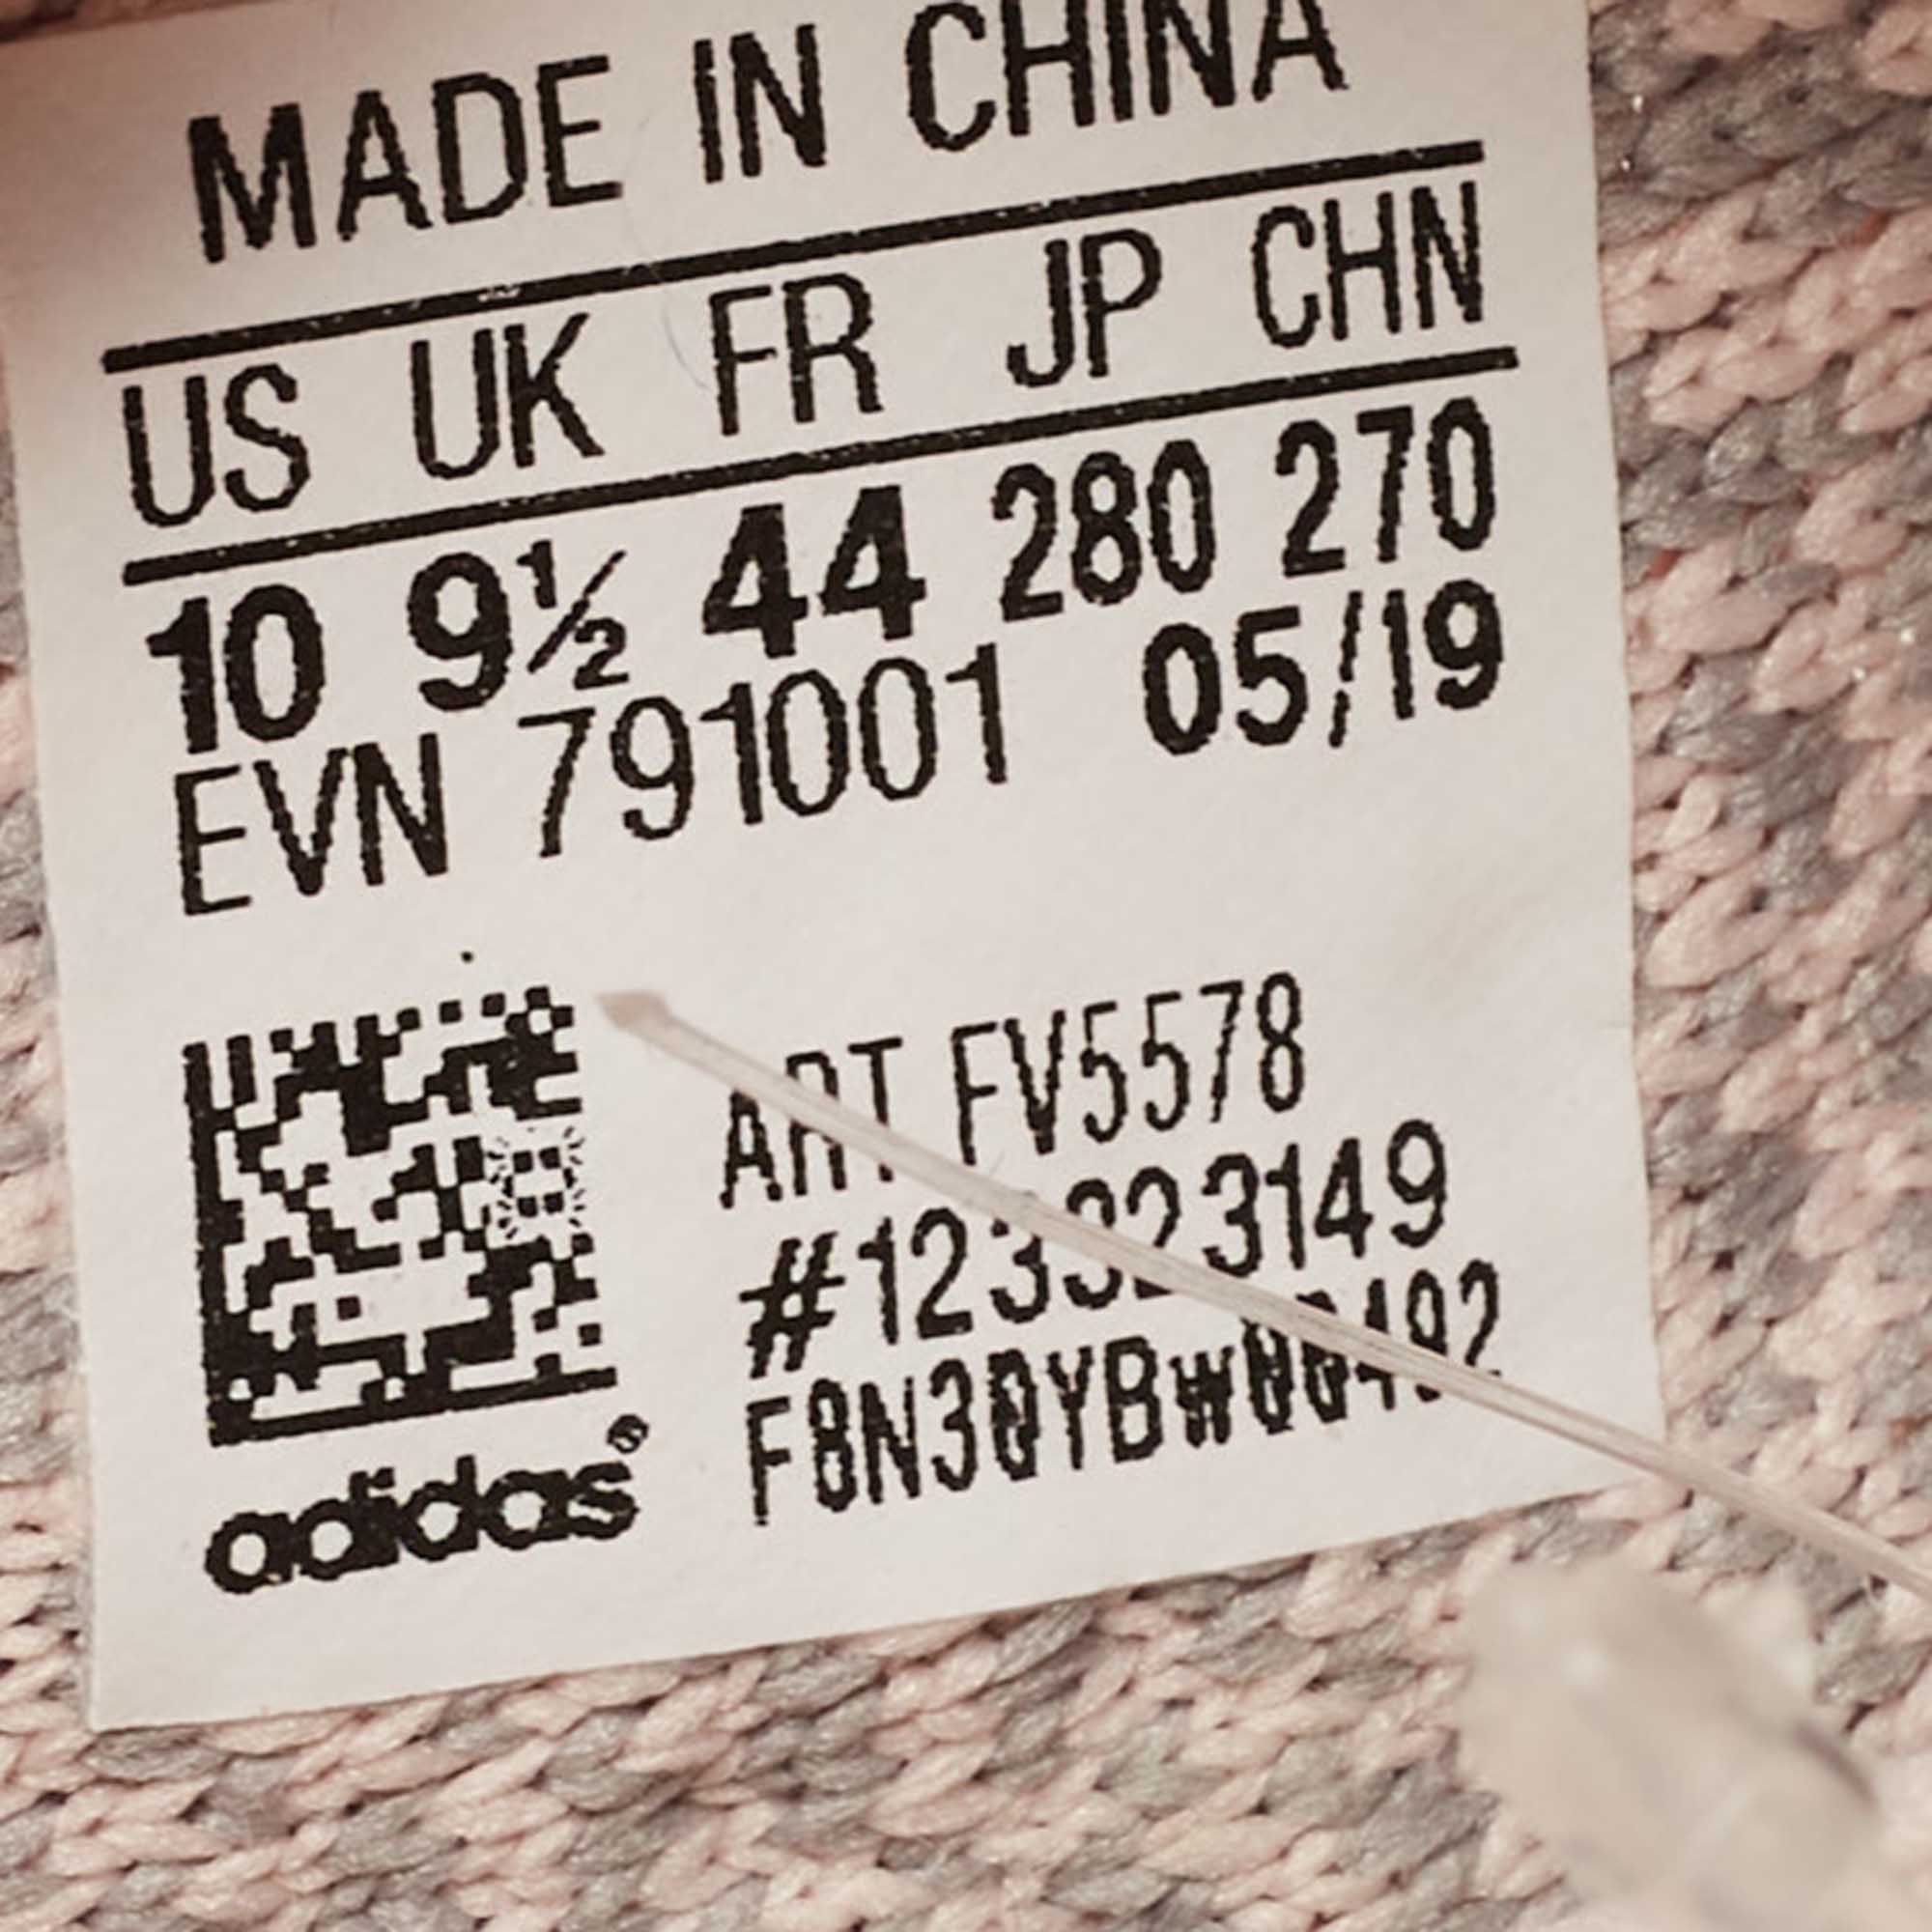 MADE IN CHINA
US UK FR JP CHN
10 9½ 44 280 270
EVN 791001 05/19
ART FV5578
#123323149
adidas®